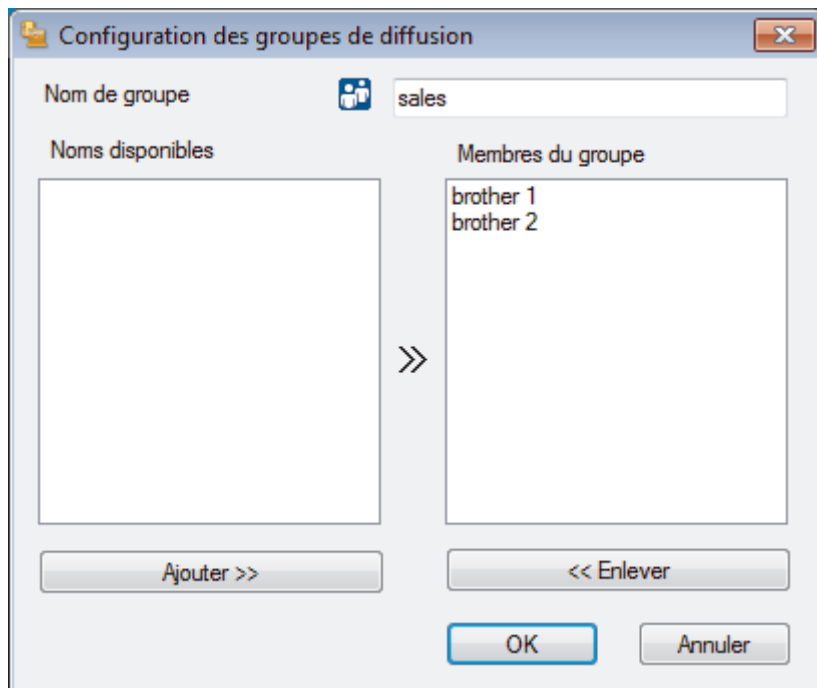 Configuration des groupes de diffusion
Nom de groupe
sales
Noms disponibles
Membres du groupe
brother 1
brother 2
Ajouter >>
<< Enlever
OK
Annuler